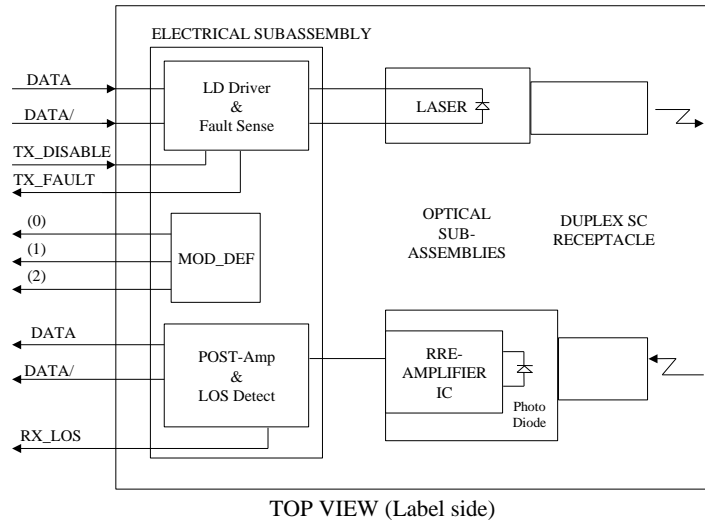 ELECTRICAL SUBASSEMBLY
DATA
DATA/
TX_DISABLE
TX_FAULT
LD Driver
&
Fault Sense
LASER
(0)
(1)
(2)
MOD_DEF
OPTICAL
SUB-
ASSEMBLIES
DUPLEX SC
RECEPTACLE
DATA
DATA/
RX_LOS
POST-Amp
&
LOS Detect
RRE-
AMPLIFIER
IC
Photo
Diode
TOP VIEW (Label side)